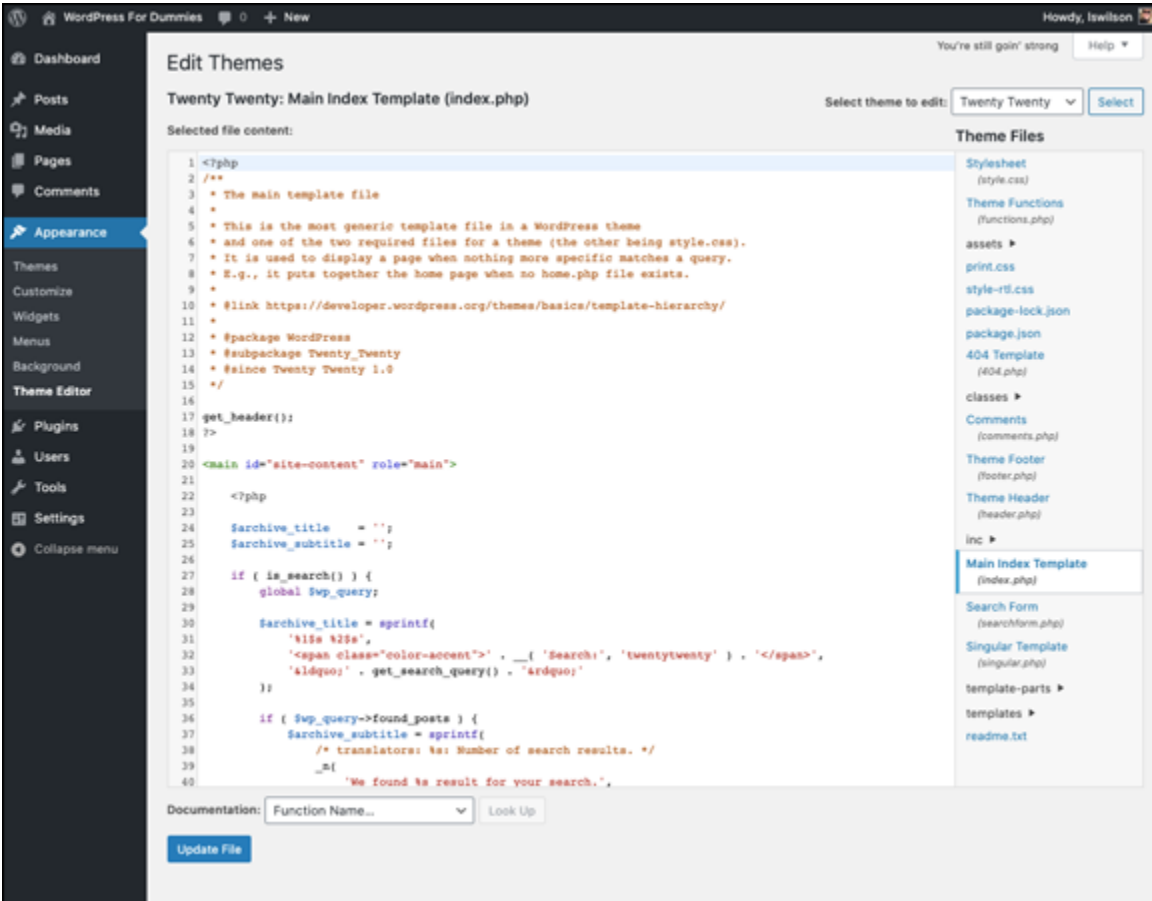 WordPress For Dummies 0 + New Howdy, lswilson
Dashboard
Posts
Media
Pages
Comments
Appearance
Themes
Customize
Widgets
Menus
Background
Theme Editor
Plugins
Users
Tools
Settings
Collapse menu
You're still goin' strong Help
Edit Themes
Twenty Twenty: Main Index Template (index.php)
Select theme to edit: Twenty Twenty Select
Selected file content:
1 <?php
2 /**
3 * The main template file
4 *
5 * This is the most generic template file in a WordPress theme
6 * and one of the two required files for a theme (the other being style.css).
7 * It is used to display a page when nothing more specific matches a query.
8 * E.g., it puts together the home page when no home.php file exists.
9 *
10 * @link https://developer.wordpress.org/themes/basics/template-hierarchy/
11 *
12 * @package WordPress
13 * @subpackage Twenty_Twenty
14 * @since Twenty Twenty 1.0
15 */
16
17 get_header();
18 ?>
19
20 <main id="site-content" role="main">
21
22 <?php
23
24 $archive_title = '';
25 $archive_subtitle = '';
26
27 if ( is_search() ) {
28 global $wp_query;
29
30 $archive_title = sprintf(
31 '%1$s %2$s',
32 '<span class="color-accent">' . __( 'Search:', 'twentytwenty' ) . '</span>',
33 '&ldquo;' . get_search_query() . '&rdquo;'
34 );
35
36 if ( $wp_query->found_posts ) {
37 $archive_subtitle = sprintf(
38 /* translators: %s: Number of search results. */
39 _n(
40 'We found %s result for your search.',
Theme Files
Stylesheet
(style.css)
Theme Functions
(functions.php)
assets
print.css
style-rtl.css
package-lock.json
package.json
404 Template
(404.php)
classes
Comments
(comments.php)
Theme Footer
(footer.php)
Theme Header
(header.php)
inc
Main Index Template
(index.php)
Search Form
(searchform.php)
Singular Template
(singular.php)
template-parts
templates
readme.txt
Documentation: Function Name... Look Up
Update File